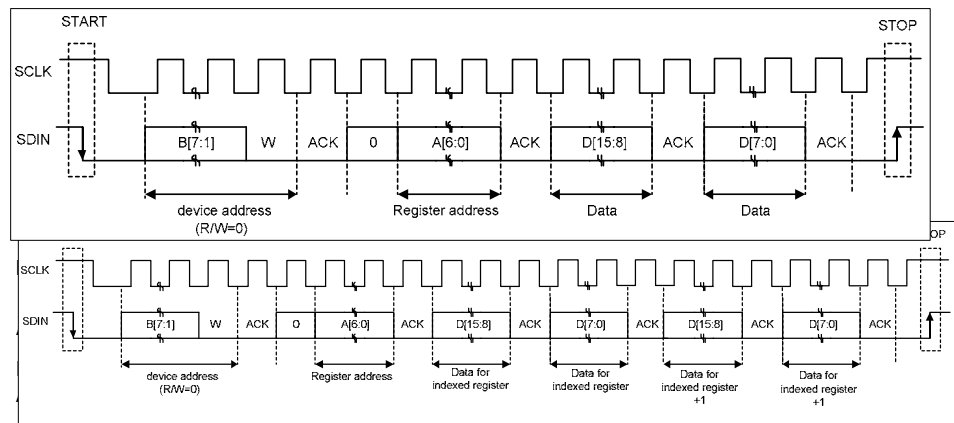 START STOP
SCLK
SDIN
B[7:1] W ACK 0 A[6:0] ACK D[15:8] ACK D[7:0] ACK
device address Register address Data Data
(R/W=0)
OP
SCLK
SDIN
B[7:1] W ACK 0 A[6:0] ACK D[15:8] ACK D[7:0] ACK D[15:8] ACK D[7:0] ACK
device address
(R/W=0)
Register address
Data for
indexed register
Data for
indexed register
Data for
indexed register
+1
Data for
indexed register
+1